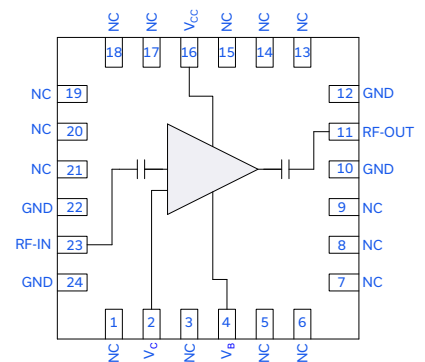 NC NC VCC NC NC NC
18 17 16 15 14 13
NC 19
NC 20
NC 21
GND 22
RF-IN 23
GND 24
12 GND
11 RF-OUT
10 GND
9 NC
8 NC
7 NC
1 2 3 4 5 6
NC VC NC VB NC NC